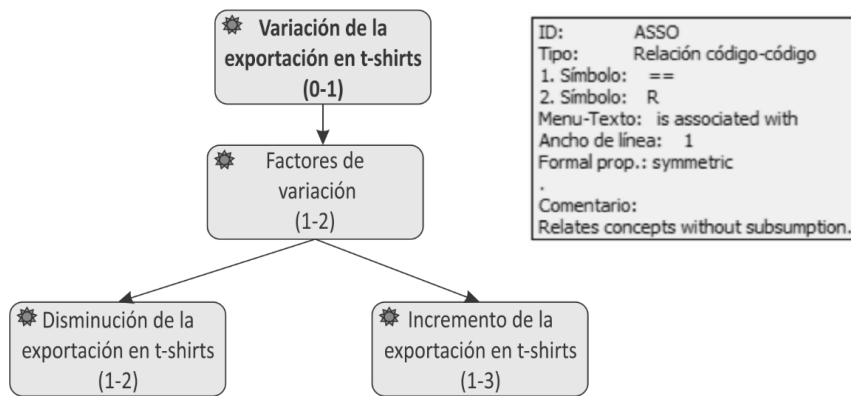 Variación de la
exportación en t-shirts
(0-1)
Factores de
variación
(1-2)
Disminución de la
exportación en t-shirts
(1-2)
Incremento de la
exportación en t-shirts
(1-3)
ID: ASSO
Tipo: Relación código-código
1. Símbolo: ==
2. Símbolo: R
Menu-Texto: is associated with
Ancho de línea: 1
Formal prop.: symmetric
.
Comentario:
Relates concepts without subsumption.